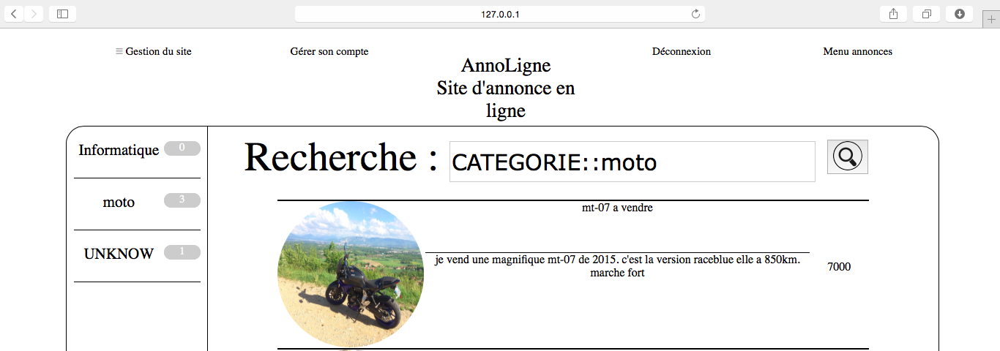 127.0.0.1
Gestion du site
Gérer son compte
Déconnexion
Menu annonces
AnnoLigne
Site d'annonce en
ligne
Informatique 0
moto 3
UNKNOW 1
Recherche : CATEGORIE::moto
mt-07 a vendre
je vend une magnifique mt-07 de 2015. c'est la version raceblue elle a 850km.
marche fort
7000